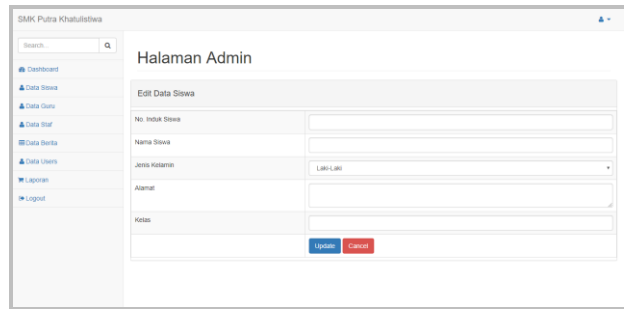 SMK Putra Khatulistiwa
Search...
Dashboard
Data Siswa
Data Guru
Data Staf
Data Berita
Data Users
Laporan
Logout
Halaman Admin
Edit Data Siswa
No. Induk Siswa
Nama Siswa
Jenis Kelamin
Laki-Laki
Alamat
Kelas
Update Cancel